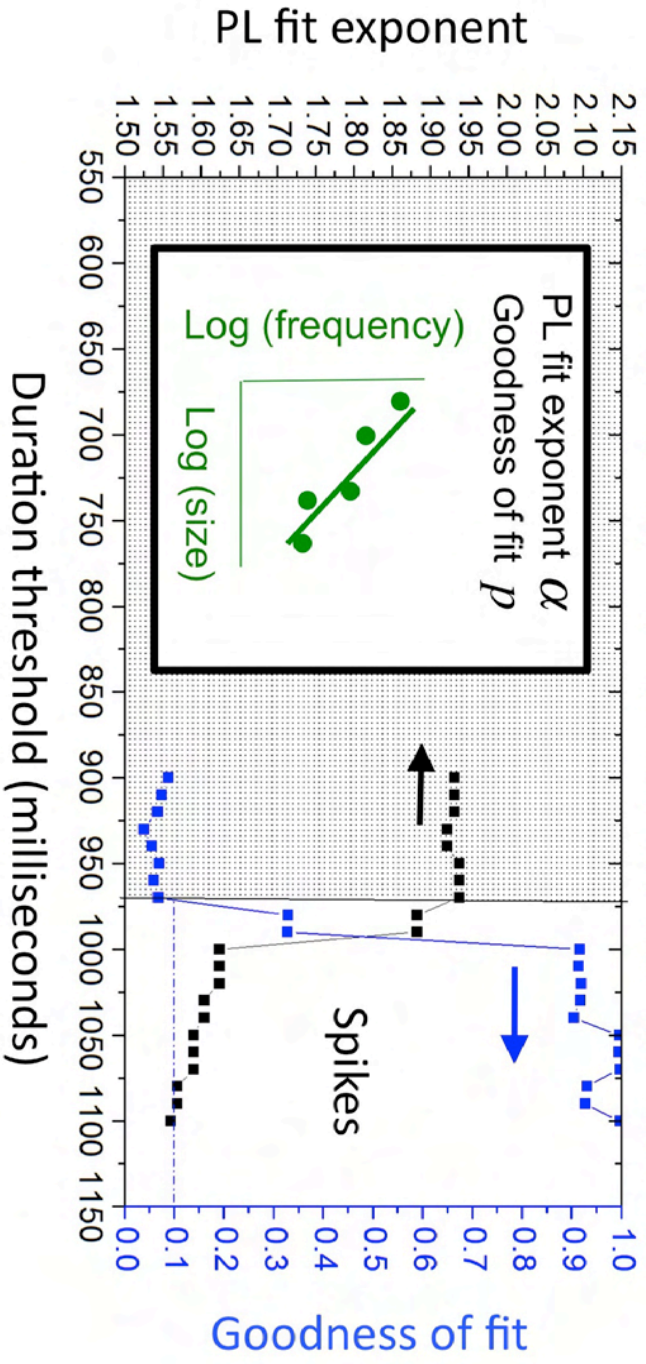 PL fit exponent
2.15
2.10
2.05
2.00
1.95
1.90
1.85
1.80
1.75
1.70
1.65
1.60
1.55
1.50
PL fit exponent α
Goodness of fit p
Log (frequency)
Log (size)
Spikes
550 600 650 700 750 800 850 900 950 1000 1050 1100 1150
Duration threshold (milliseconds)
1.0
0.9
0.8
0.7
0.6
0.5
0.4
0.3
0.2
0.1
0.0
Goodness of fit